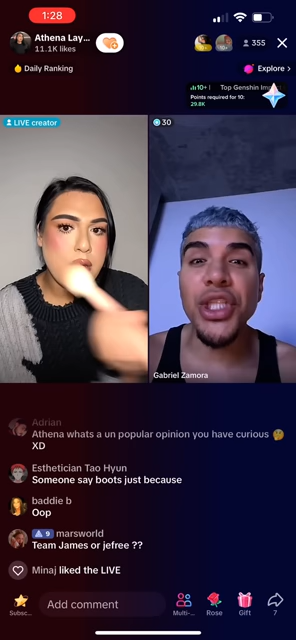 1:28
Athena Lay...
11.1K likes
355
Daily Ranking
Explore >
10+
Top Genshin Im
Points required for 10:
29.8K
LIVE creator
30
Gabriel Zamora
Adrian
Athena whats a un popular opinion you have curious 🤔
XD
Esthetician Tao Hyun
Someone say boots just because
baddie b
Oop
9 marsworld
Team James or jefree ??
Minaj liked the LIVE
Subsc...
Add comment
Multi-...
Rose
Gift
7